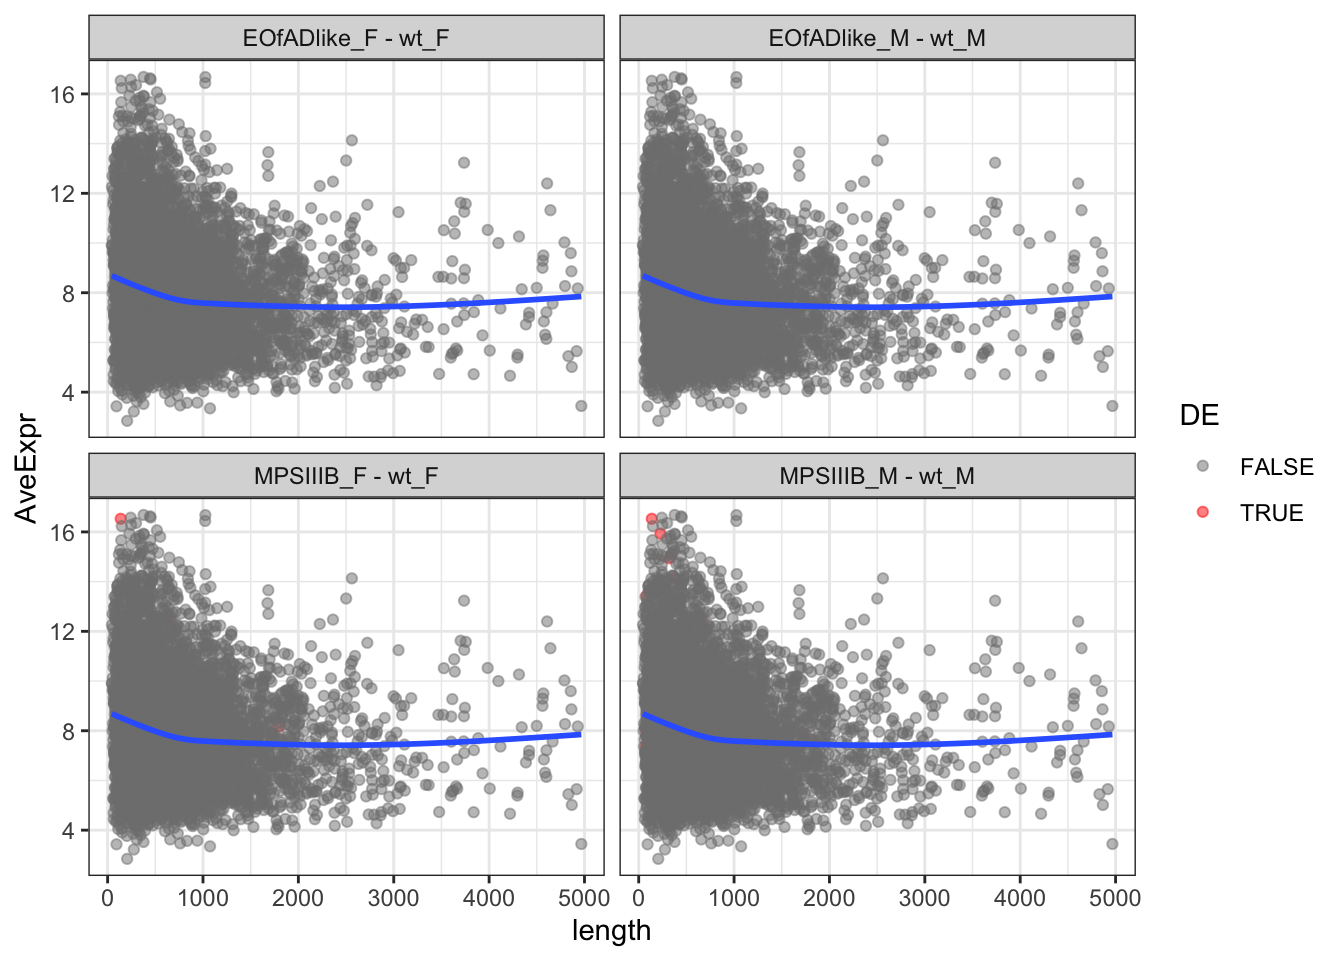 EOfADlike_F - wt_F
EOfADlike_M - wt_M
16
12
8
4
MPSIIIB_F - wt_F
MPSIIIB_M - wt_M
16
12
8
4
0 1000 2000 3000 4000 5000
0 1000 2000 3000 4000 5000
length
AveExpr
DE
FALSE
TRUE